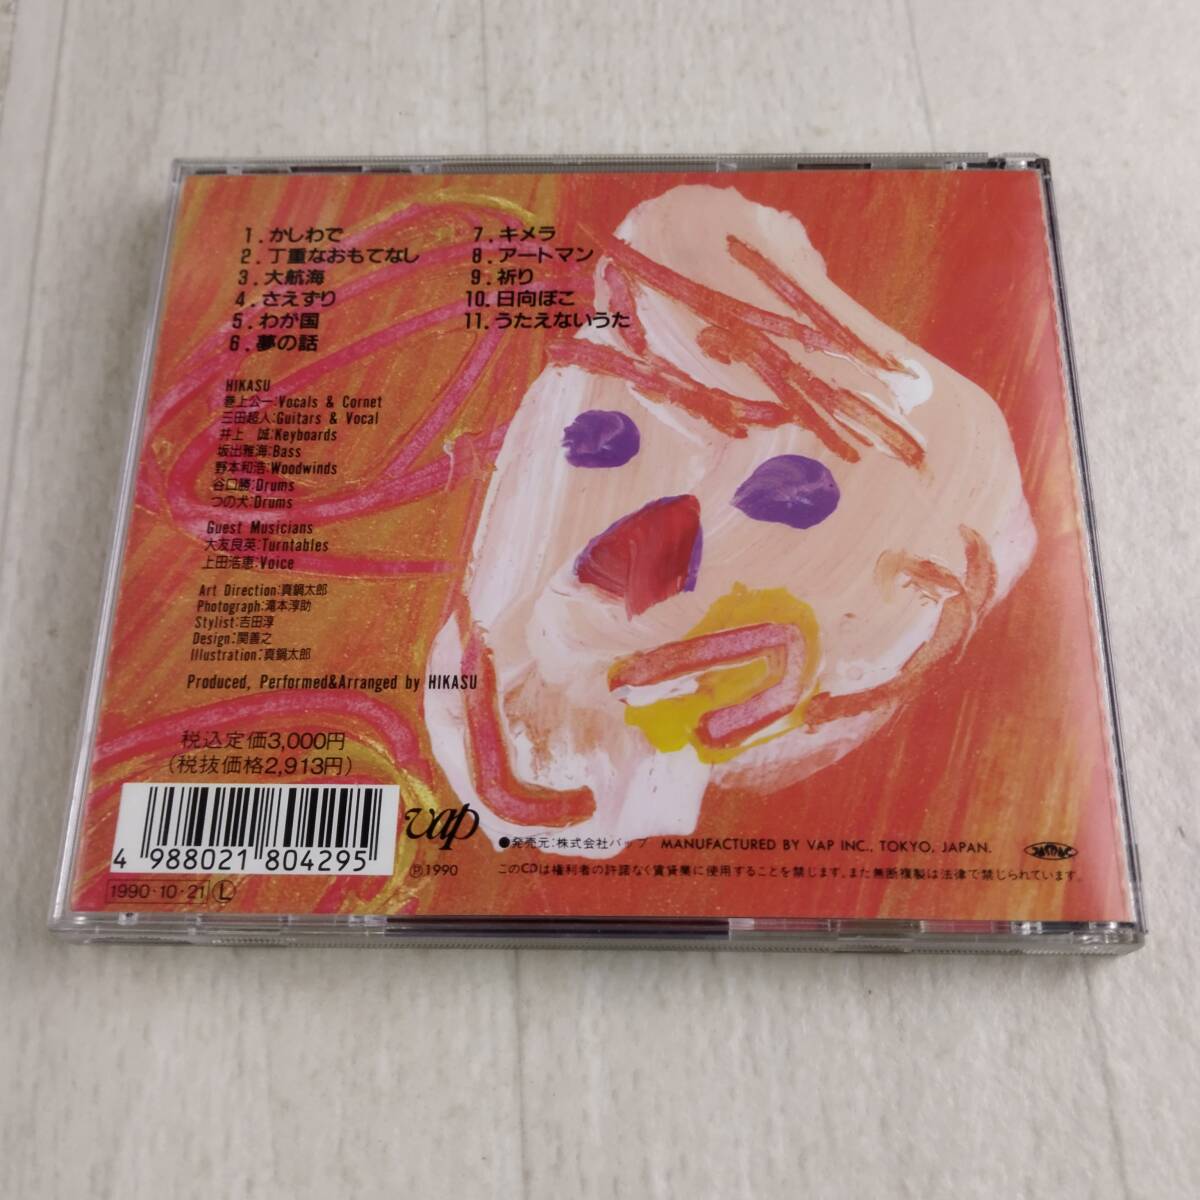 1. かしわで
2. 丁重なおもてなし
3. 大航海
4. さえずり
5. わが国
6. 夢の話
7. キメラ
8. アートマン
9. 祈り
10. 日向ぼこ
11. うたえないうた
HIKASU
巻上公一:Vocals & Cornet
三田超人:Guitars & Vocal
井上 誠:Keyboards
坂出雅海:Bass
野本和浩:Woodwinds
谷口勝:Drums
つの犬:Drums
Guest Musicians
大友良英:Turntables
上田浩恵:Voice
Art Direction:真鍋太郎
Photograph:滝本淳助
Stylist:吉田淳
Design:関善之
Illustration:真鍋太郎
Produced, Performed&Arranged by HIKASU
税込定価3,000円
(税抜価格2,913円)
4 988021 804295
1990・10・21 L
vap
℗1990
●発売元:株式会社バップ MANUFACTURED BY VAP INC., TOKYO, JAPAN.
このCDは権利者の許諾なく賃貸業に使用することを禁じます。また無断複製は法律で禁じられています。